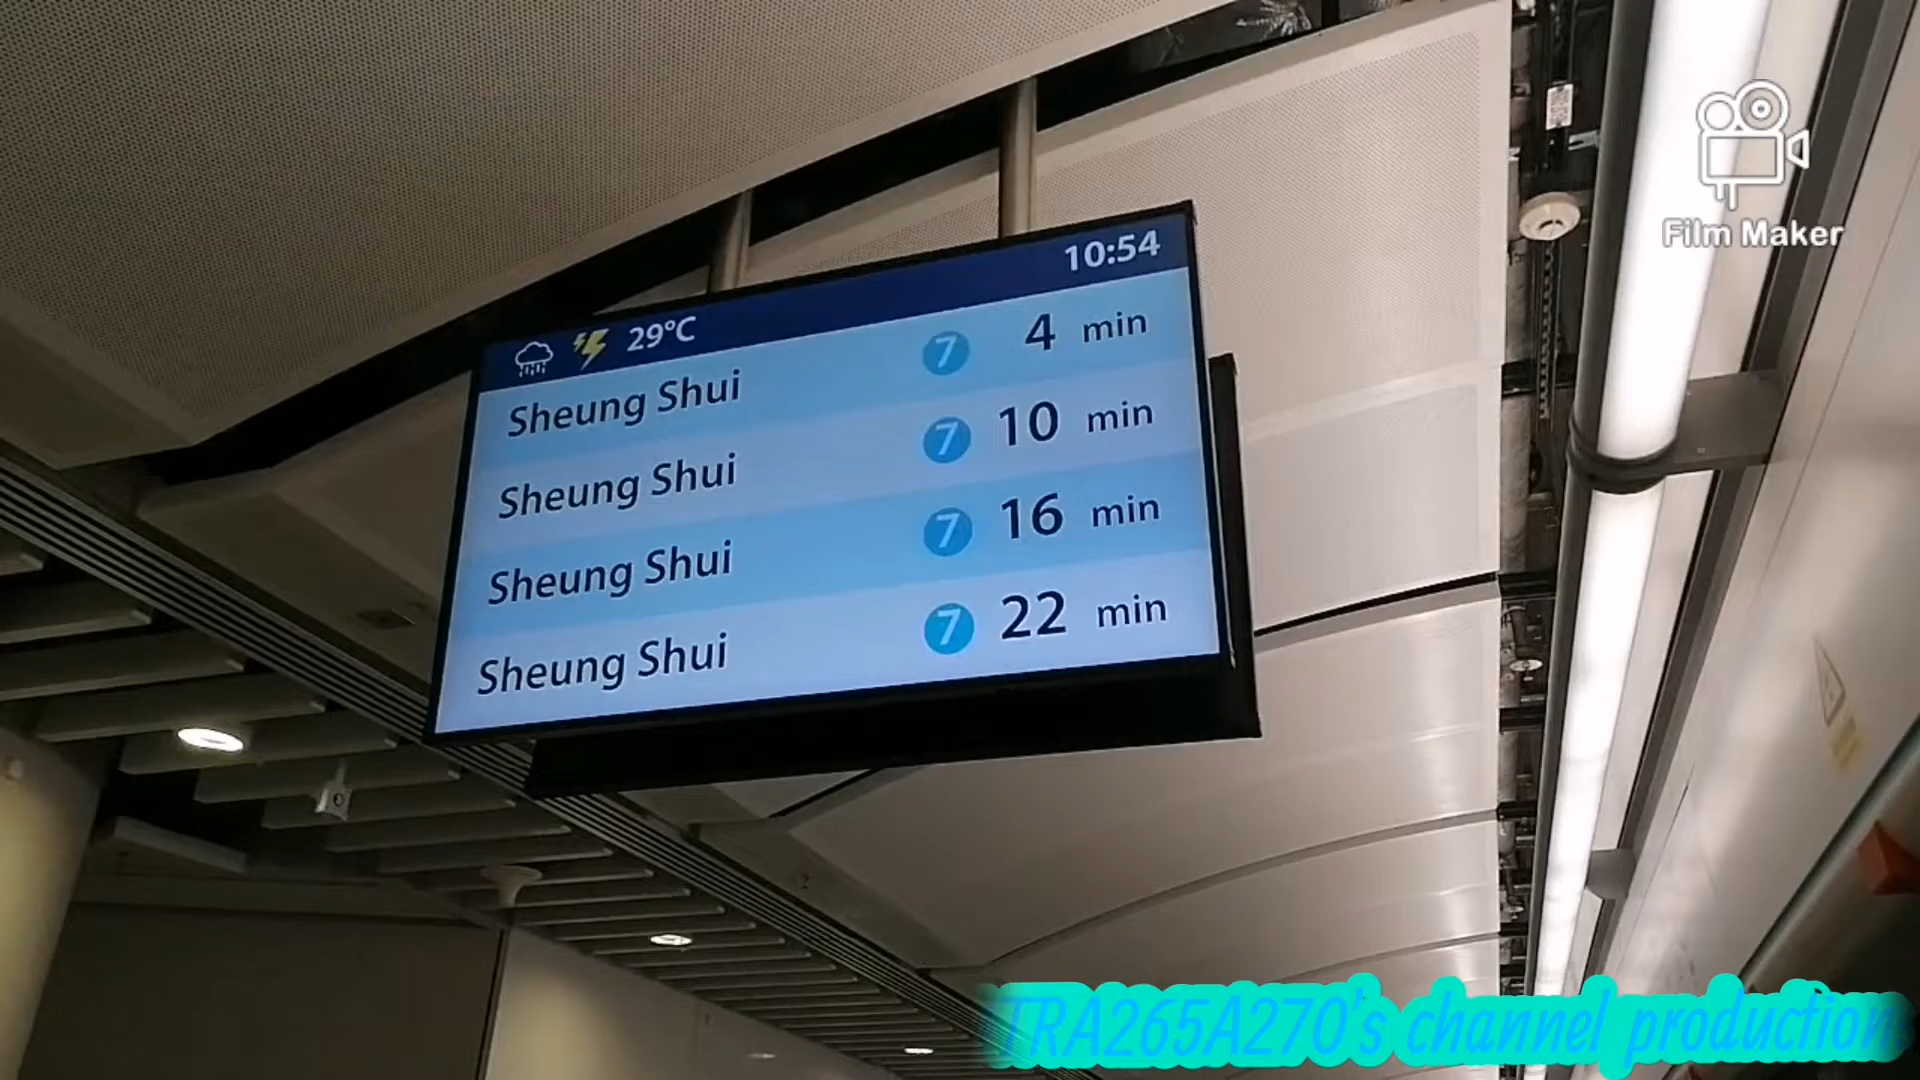 10:54
29°C
Sheung Shui 7 4 min
Sheung Shui 7 10 min
Sheung Shui 7 16 min
Sheung Shui 7 22 min
Film Maker
TRA265A270's channel production